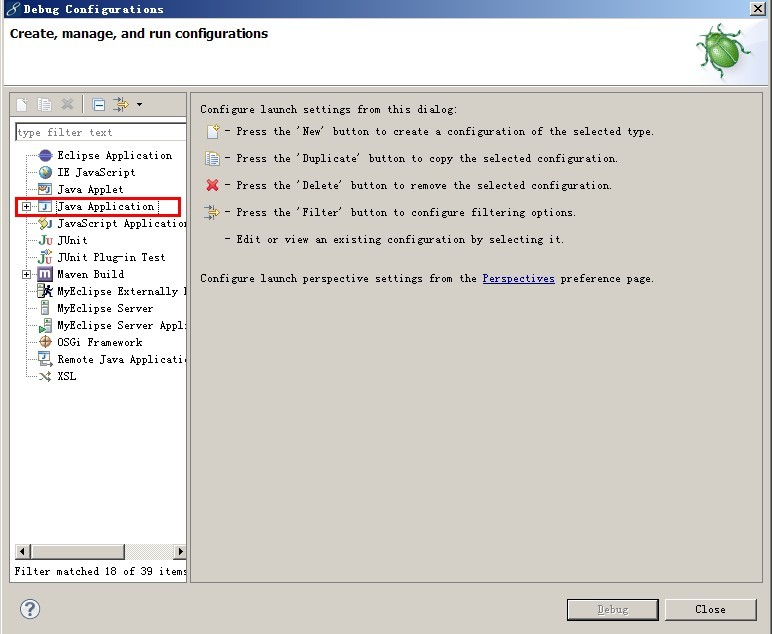 Debug Configurations
Create, manage, and run configurations
type filter text
Eclipse Application
IE JavaScript
Java Applet
Java Application
JavaScript Application
JUnit
JUnit Plug-in Test
Maven Build
MyEclipse Externally
MyEclipse Server
MyEclipse Server Appl
OSGi Framework
Remote Java Applicati
XSL
Filter matched 18 of 39 items
Configure launch settings from this dialog:
- Press the 'New' button to create a configuration of the selected type.
- Press the 'Duplicate' button to copy the selected configuration.
- Press the 'Delete' button to remove the selected configuration.
- Press the 'Filter' button to configure filtering options.
- Edit or view an existing configuration by selecting it.
Configure launch perspective settings from the Perspectives preference page.
Debug
Close